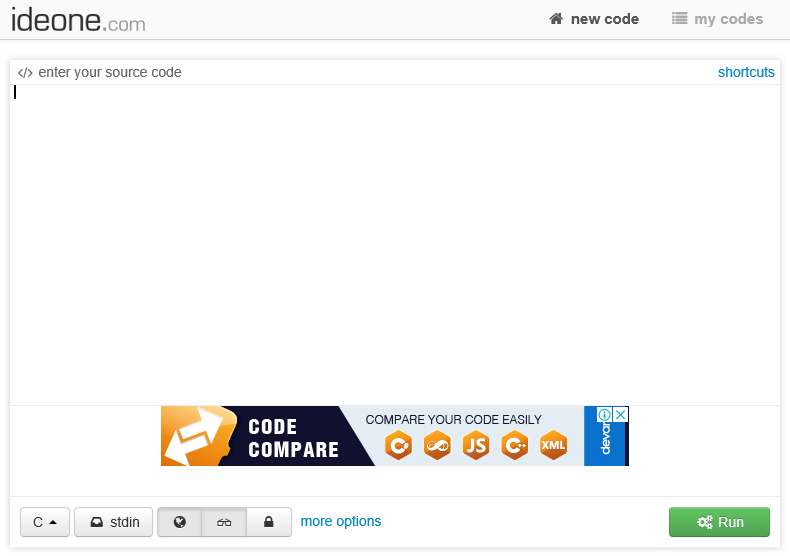 ideone.com
new code
my codes
</> enter your source code
shortcuts
CODE
COMPARE
COMPARE YOUR CODE EASILY
C
JS
C++
XML
devar
C
stdin
more options
Run